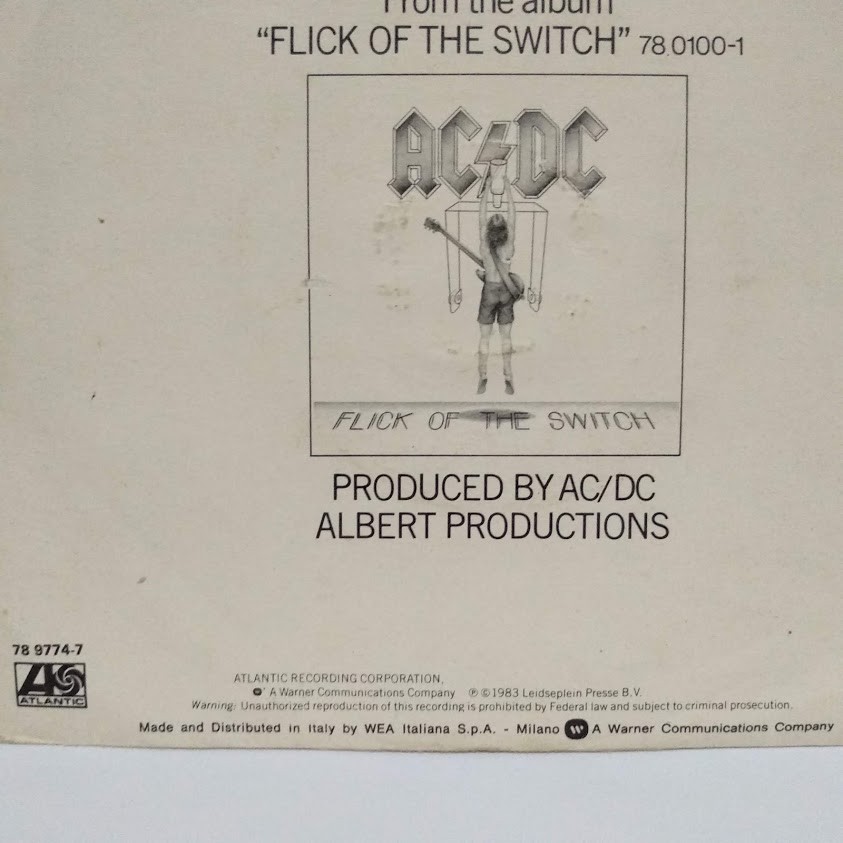 From the album
“FLICK OF THE SWITCH” 78.0100-1
AC DC
FLICK OF THE SWITCH
PRODUCED BY AC/DC
ALBERT PRODUCTIONS
78 9774-7
ATLANTIC
ATLANTIC RECORDING CORPORATION,
A Warner Communications Company ℗ ©1983 Leidseplein Presse B.V.
Warning: Unauthorized reproduction of this recording is prohibited by Federal law and subject to criminal prosecution.
Made and Distributed in Italy by WEA Italiana S.p.A. - Milano W A Warner Communications Company